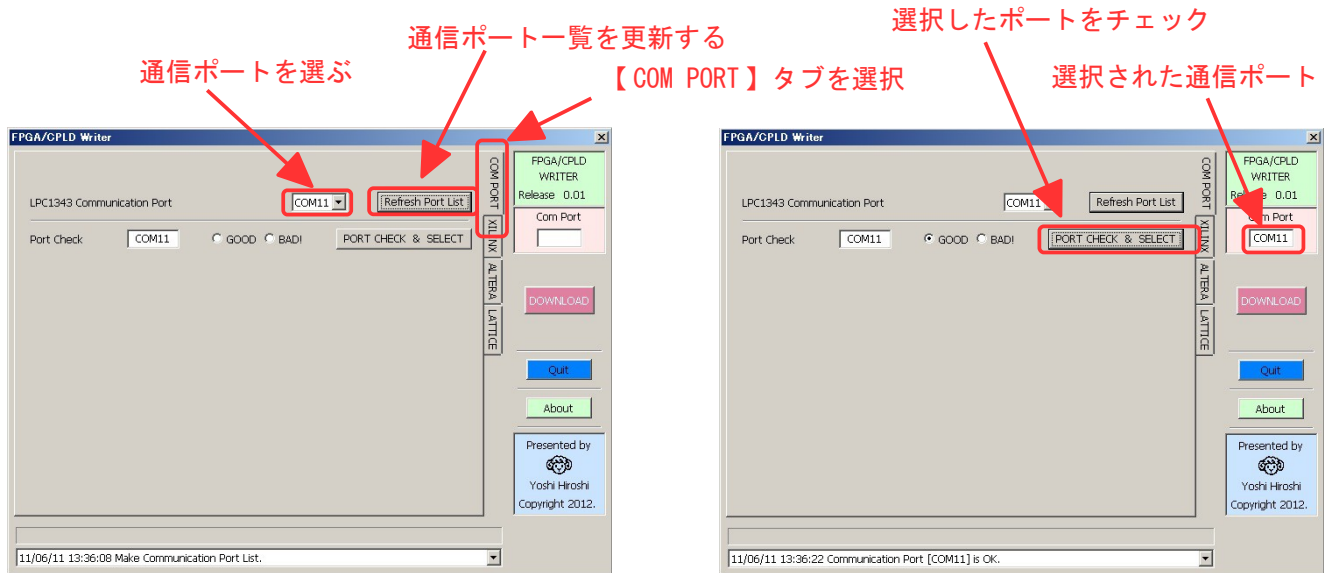 選択したポートをチェック
通信ポート一覧を更新する
通信ポートを選ぶ
【COM PORT】タブを選択
選択された通信ポート
FPGA/CPLD Writer
LPC1343 Communication Port
COM11
Refresh Port List
Port Check
COM11
GOOD
BAD!
PORT CHECK & SELECT
COM PORT
XILINX
ALTERA
LATTICE
FPGA/CPLD
WRITER
Release 0.01
Com Port
DOWNLOAD
Quit
About
Presented by
Yoshi Hiroshi
Copyright 2012.
11/06/11 13:36:08 Make Communication Port List.
FPGA/CPLD Writer
LPC1343 Communication Port
COM11
Refresh Port List
Port Check
COM11
GOOD
BAD!
PORT CHECK & SELECT
COM PORT
XILINX
ALTERA
LATTICE
FPGA/CPLD
WRITER
Release 0.01
Com Port
COM11
DOWNLOAD
Quit
About
Presented by
Yoshi Hiroshi
Copyright 2012.
11/06/11 13:36:22 Communication Port [COM11] is OK.